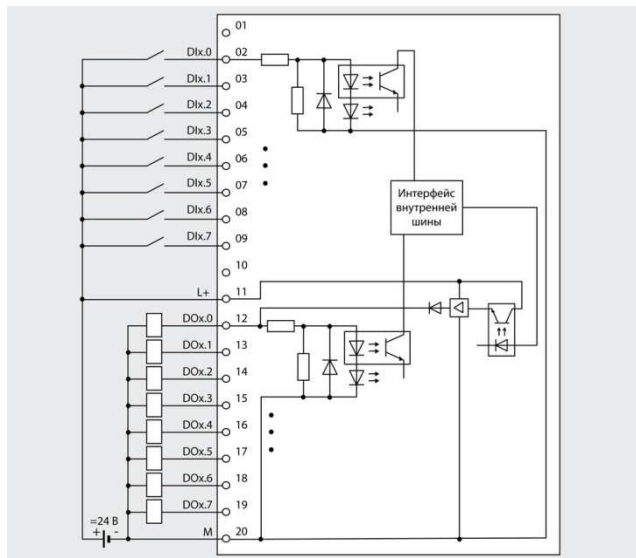 01
DIx.0 02
DIx.1 03
DIx.2 04
DIx.3 05
DIx.4 06
DIx.5 07
DIx.6 08
DIx.7 09
10
L+ 11
DOx.0 12
DOx.1 13
DOx.2 14
DOx.3 15
DOx.4 16
DOx.5 17
DOx.6 18
DOx.7 19
=24 В
+ -
M 20
Интерфейс
внутренней
шины